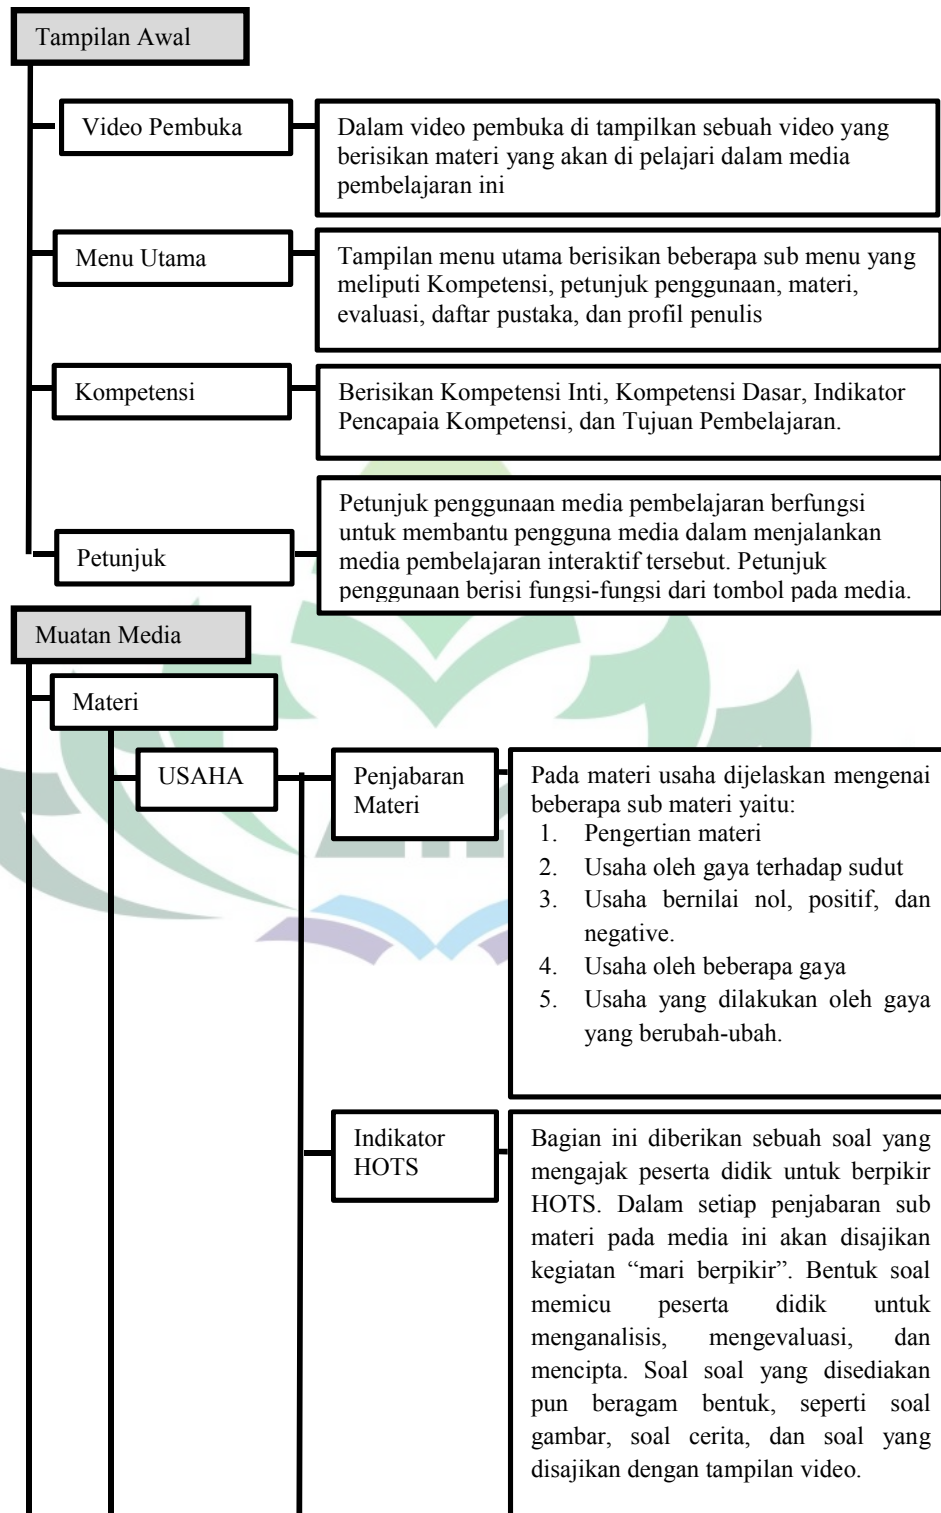 Tampilan Awal
Video Pembuka
Dalam video pembuka di tampilkan sebuah video yang
berisikan materi yang akan di pelajari dalam media
pembelajaran ini
Menu Utama
Tampilan menu utama berisikan beberapa sub menu yang
meliputi Kompetensi, petunjuk penggunaan, materi,
evaluasi, daftar pustaka, dan profil penulis
Kompetensi
Berisikan Kompetensi Inti, Kompetensi Dasar, Indikator
Pencapaia Kompetensi, dan Tujuan Pembelajaran.
Petunjuk
Petunjuk penggunaan media pembelajaran berfungsi
untuk membantu pengguna media dalam menjalankan
media pembelajaran interaktif tersebut. Petunjuk
penggunaan berisi fungsi-fungsi dari tombol pada media.
Muatan Media
Materi
USAHA
Penjabaran
Materi
Pada materi usaha dijelaskan mengenai
beberapa sub materi yaitu:
1. Pengertian materi
2. Usaha oleh gaya terhadap sudut
3. Usaha bernilai nol, positif, dan
negative.
4. Usaha oleh beberapa gaya
5. Usaha yang dilakukan oleh gaya
yang berubah-ubah.
Indikator
HOTS
Bagian ini diberikan sebuah soal yang
mengajak peserta didik untuk berpikir
HOTS. Dalam setiap penjabaran sub
materi pada media ini akan disajikan
kegiatan “mari berpikir”. Bentuk soal
memicu peserta didik untuk
menganalisis, mengevaluasi, dan
mencipta. Soal soal yang disediakan
pun beragam bentuk, seperti soal
gambar, soal cerita, dan soal yang
disajikan dengan tampilan video.